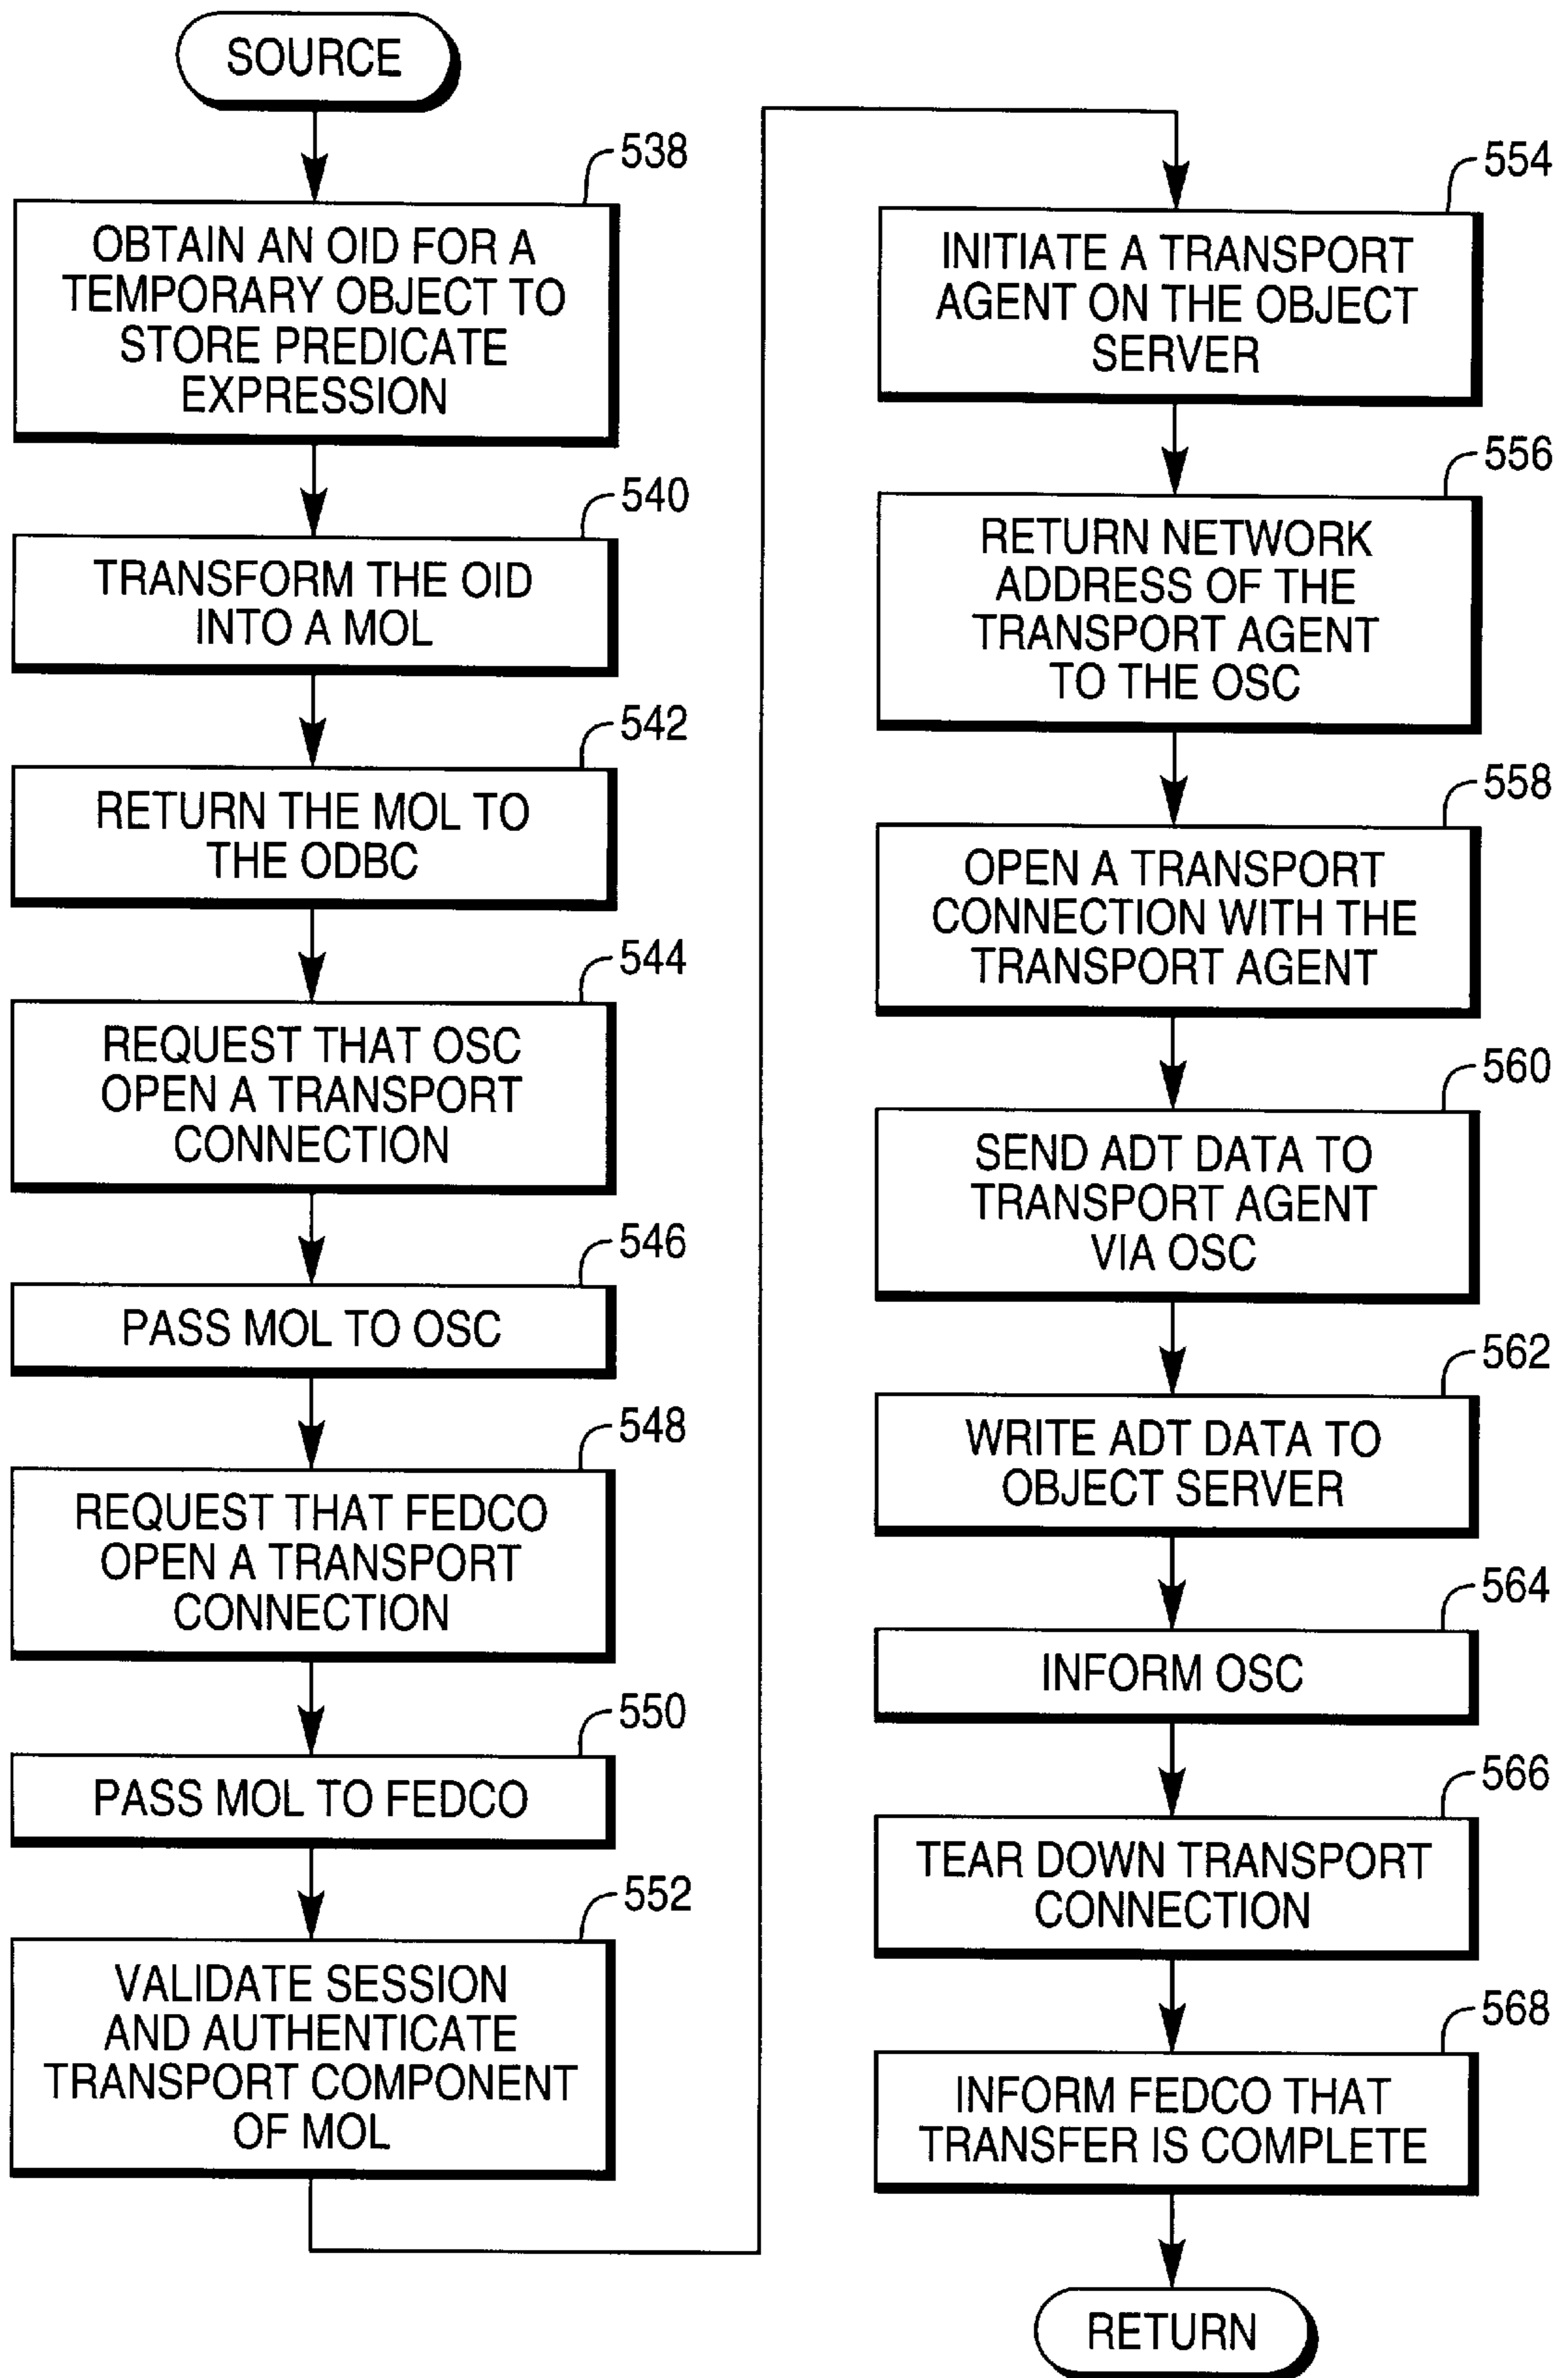 SOURCE
538
OBTAIN AN OID FOR A
TEMPORARY OBJECT TO
STORE PREDICATE
EXPRESSION
540
TRANSFORM THE OID
INTO A MOL
542
RETURN THE MOL TO
THE ODBC
544
REQUEST THAT OSC
OPEN A TRANSPORT
CONNECTION
546
PASS MOL TO OSC
548
REQUEST THAT FEDCO
OPEN A TRANSPORT
CONNECTION
550
PASS MOL TO FEDCO
552
VALIDATE SESSION
AND AUTHENTICATE
TRANSPORT COMPONENT
OF MOL
554
INITIATE A TRANSPORT
AGENT ON THE OBJECT
SERVER
556
RETURN NETWORK
ADDRESS OF THE
TRANSPORT AGENT
TO THE OSC
558
OPEN A TRANSPORT
CONNECTION WITH THE
TRANSPORT AGENT
560
SEND ADT DATA TO
TRANSPORT AGENT
VIA OSC
562
WRITE ADT DATA TO
OBJECT SERVER
564
INFORM OSC
566
TEAR DOWN TRANSPORT
CONNECTION
568
INFORM FEDCO THAT
TRANSFER IS COMPLETE
RETURN